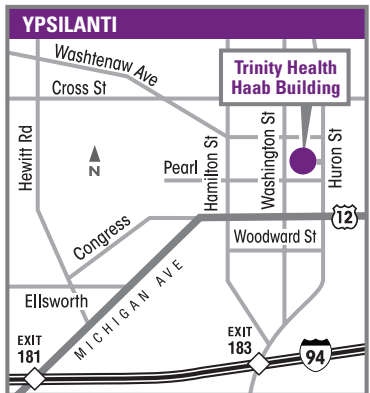 YPSILANTI
Washtenaw Ave
Cross St
Trinity Health
Haab Building
Hewitt Rd
N
Pearl
Hamilton St
Washington St
Huron St
12
Congress
Woodward St
MICHIGAN AVE
Ellsworth
EXIT
181
EXIT
183
94